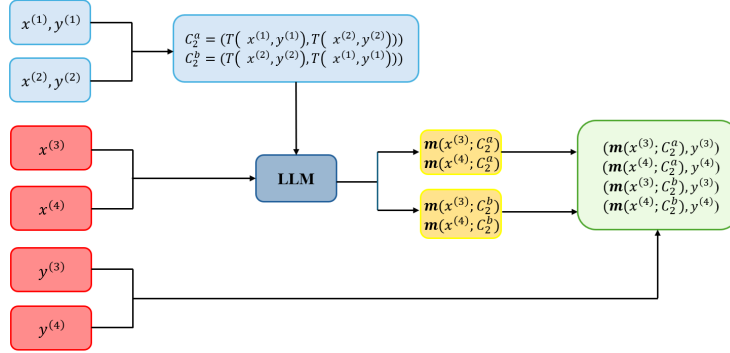 x^{(1)}, y^{(1)}
x^{(2)}, y^{(2)}
C_2^a = (T( x^{(1)}, y^{(1)}), T( x^{(2)}, y^{(2)})))
C_2^b = (T( x^{(2)}, y^{(2)}), T( x^{(1)}, y^{(1)})))
x^{(3)}
x^{(4)}
LLM
m(x^{(3)}; C_2^a)
m(x^{(4)}; C_2^a)
m(x^{(3)}; C_2^b)
m(x^{(4)}; C_2^b)
(m(x^{(3)}; C_2^a), y^{(3)})
(m(x^{(4)}; C_2^a), y^{(4)})
(m(x^{(3)}; C_2^b), y^{(3)})
(m(x^{(4)}; C_2^b), y^{(4)})
y^{(3)}
y^{(4)}